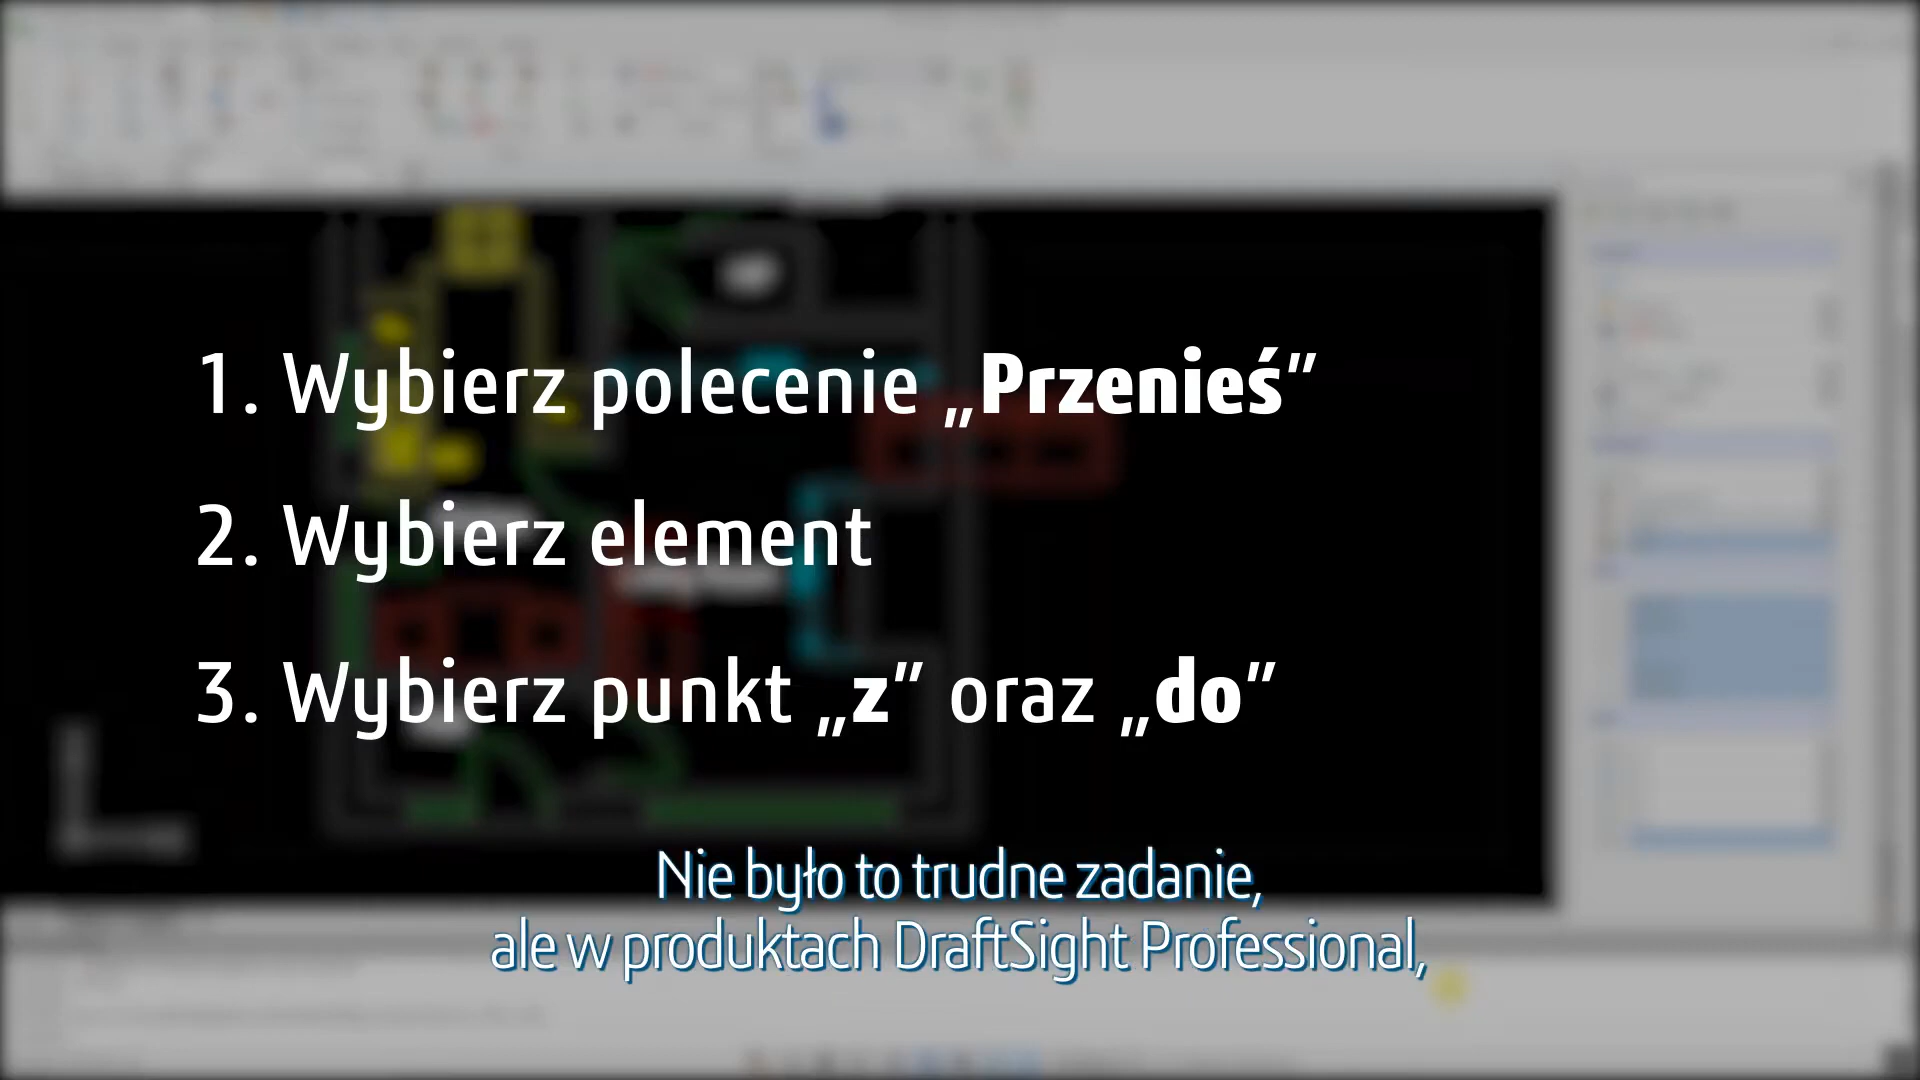 1. Wybierz polecenie „Przenieś”
2. Wybierz element
3. Wybierz punkt „z” oraz „do”
Nie było to trudne zadanie,
ale w produktach DraftSight Professional,